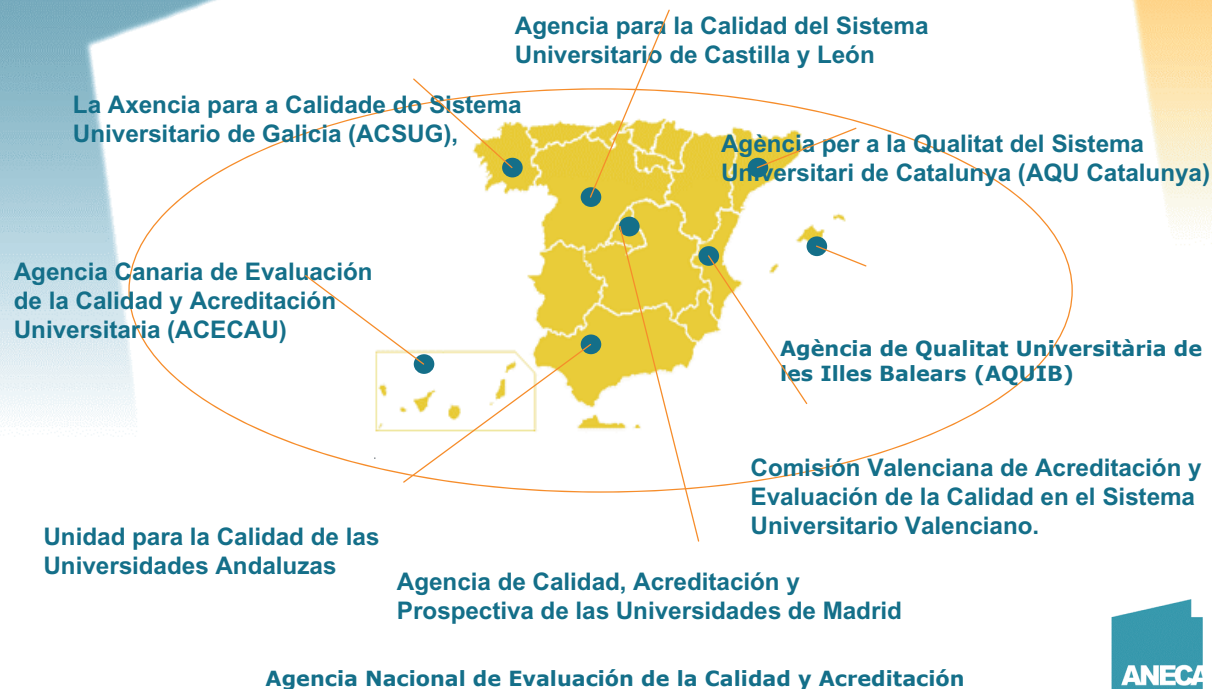 Agencia para la Calidad del Sistema
Universitario de Castilla y León
La Axencia para a Calidade do Sistema
Universitario de Galicia (ACSUG),
Agència per a la Qualitat del Sistema
Universitari de Catalunya (AQU Catalunya)
Agencia Canaria de Evaluación
de la Calidad y Acreditación
Universitaria (ACECAU)
Agència de Qualitat Universitària de
les Illes Balears (AQUIB)
Comisión Valenciana de Acreditación y
Evaluación de la Calidad en el Sistema
Universitario Valenciano.
Unidad para la Calidad de las
Universidades Andaluzas
Agencia de Calidad, Acreditación y
Prospectiva de las Universidades de Madrid
Agencia Nacional de Evaluación de la Calidad y Acreditación
ANECA